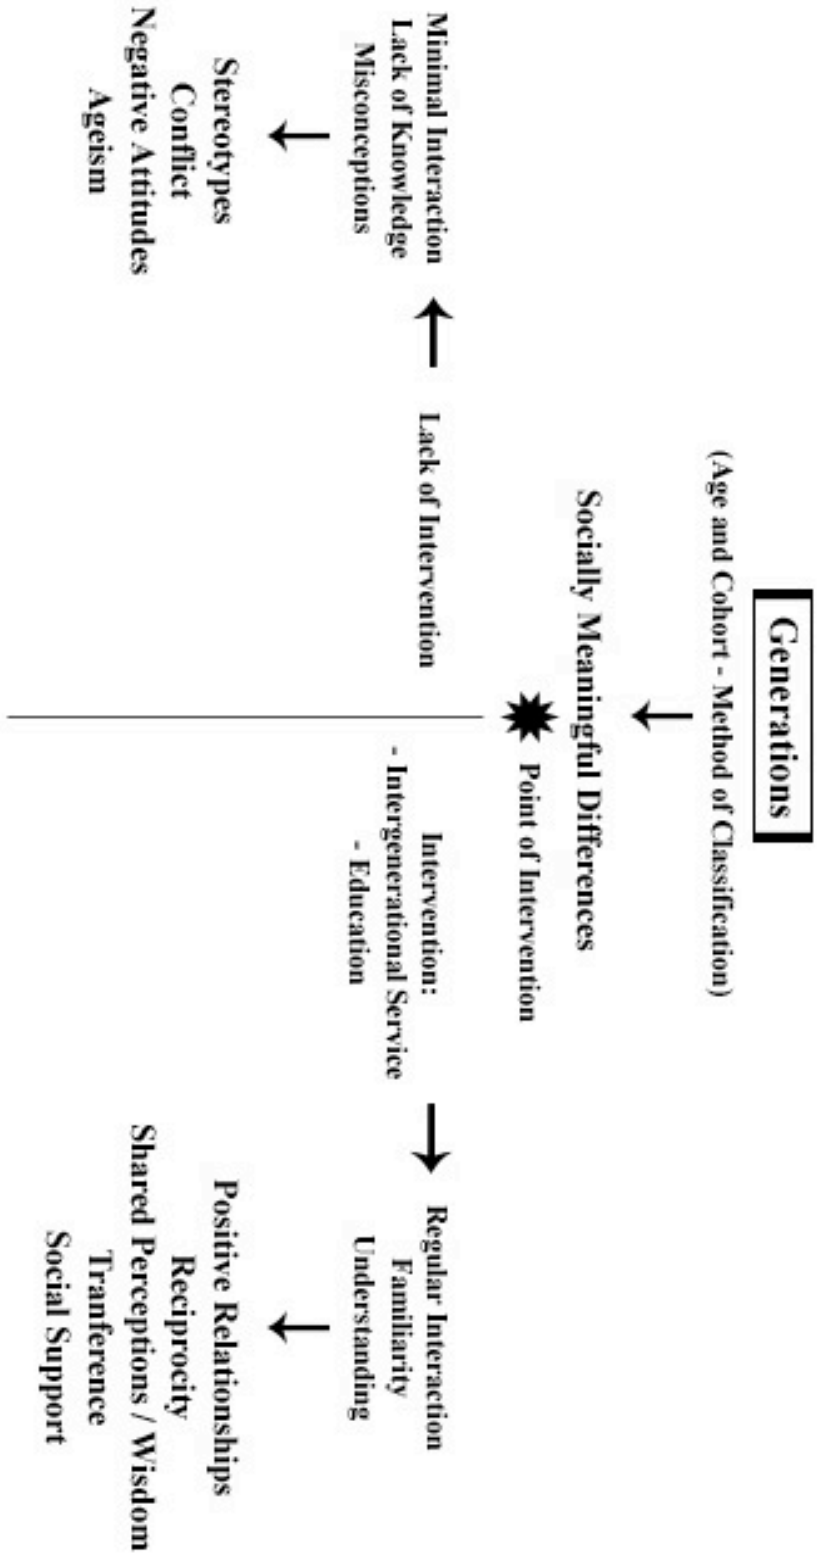 Generations
(Age and Cohort - Method of Classification)
Socially Meaningful Differences
Point of Intervention
Lack of Intervention
Minimal Interaction
Lack of Knowledge
Misconceptions
Stereotypes
Conflict
Negative Attitudes
Ageism
Intervention:
- Intergenerational Service
- Education
Regular Interaction
Familiarity
Understanding
Positive Relationships
Reciprocity
Shared Perceptions / Wisdom
Tranference
Social Support